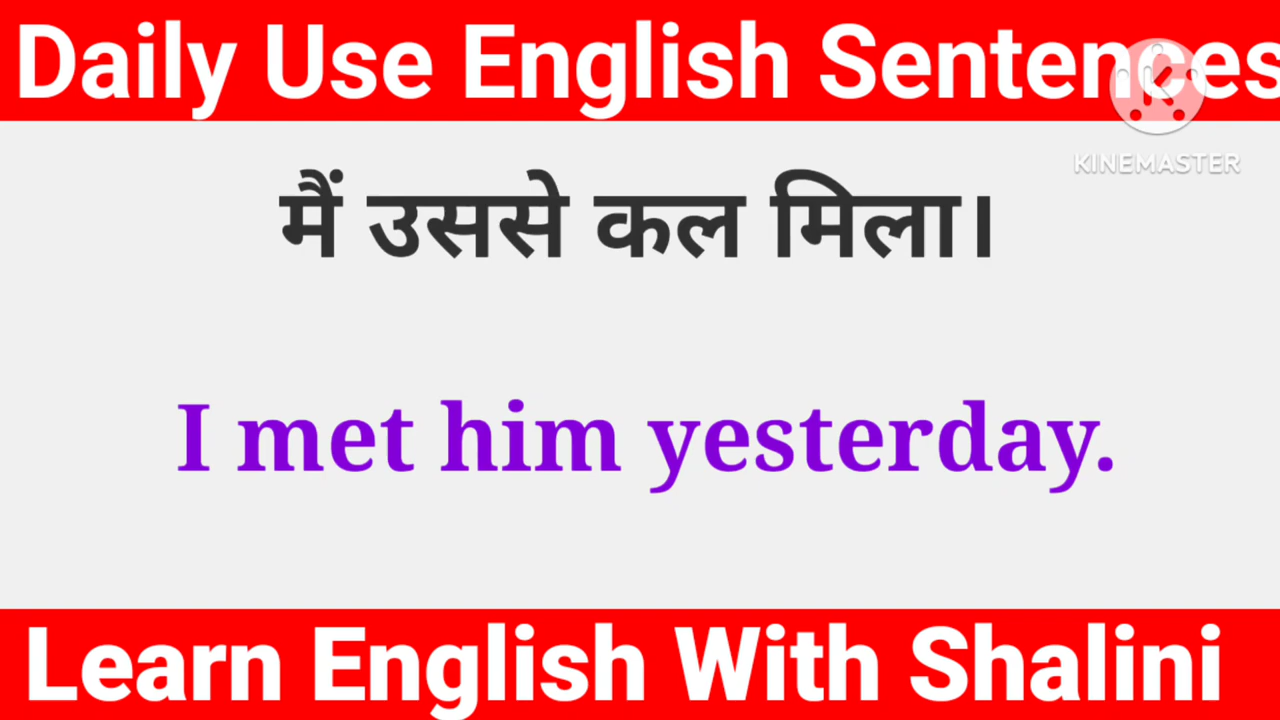 Daily Use English Sentences
KINEMASTER
मैं उससे कल मिला।
I met him yesterday.
Learn English With Shalini